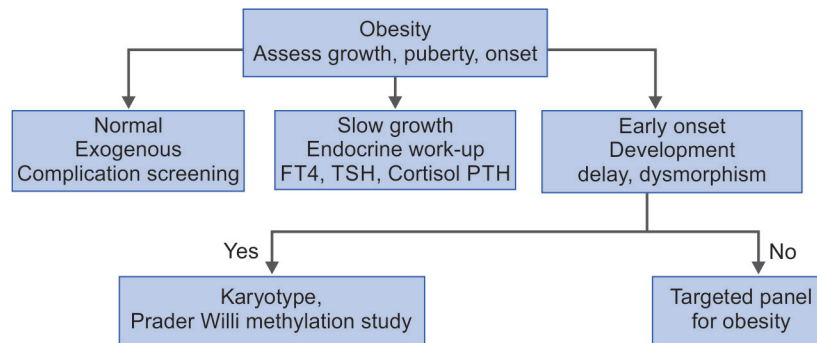 Obesity
Assess growth, puberty, onset
Normal
Exogenous
Complication screening
Slow growth
Endocrine work-up
FT4, TSH, Cortisol PTH
Early onset
Development
delay, dysmorphism
Yes
No
Karyotype,
Prader Willi methylation study
Targeted panel
for obesity